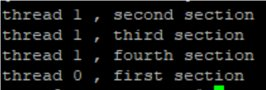 thread 1 , second section
thread 1 , third section
thread 1 , fourth section
thread 0 , first section